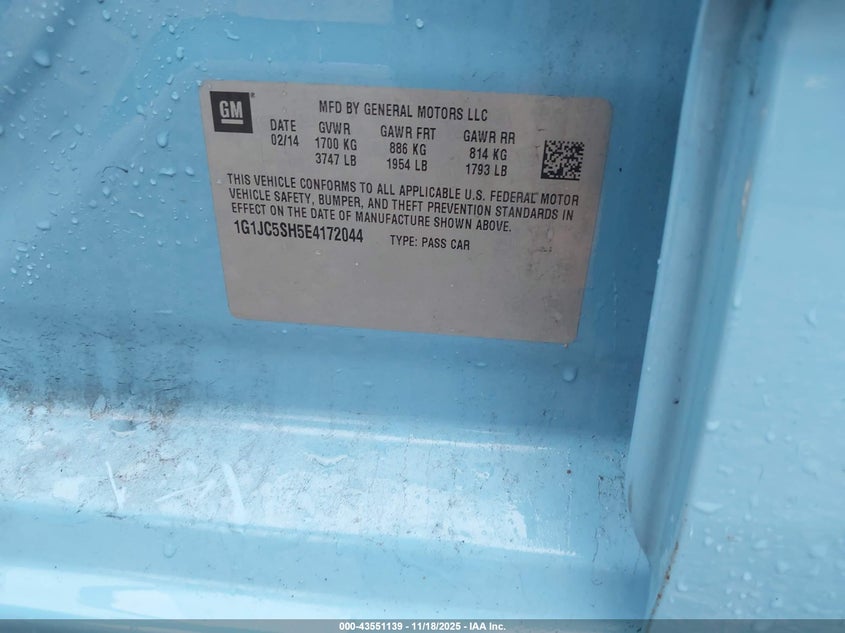 GM
MFD BY GENERAL MOTORS LLC
DATE GVWR GAWR FRT GAWR RR
02/14 1700 KG 886 KG 814 KG
3747 LB 1954 LB 1793 LB
THIS VEHICLE CONFORMS TO ALL APPLICABLE U.S. FEDERAL MOTOR
VEHICLE SAFETY, BUMPER, AND THEFT PREVENTION STANDARDS IN
EFFECT ON THE DATE OF MANUFACTURE SHOWN ABOVE.
1G1JC5SH5E4172044 TYPE: PASS CAR
000-43551139 - 11/18/2025 - IAA Inc.